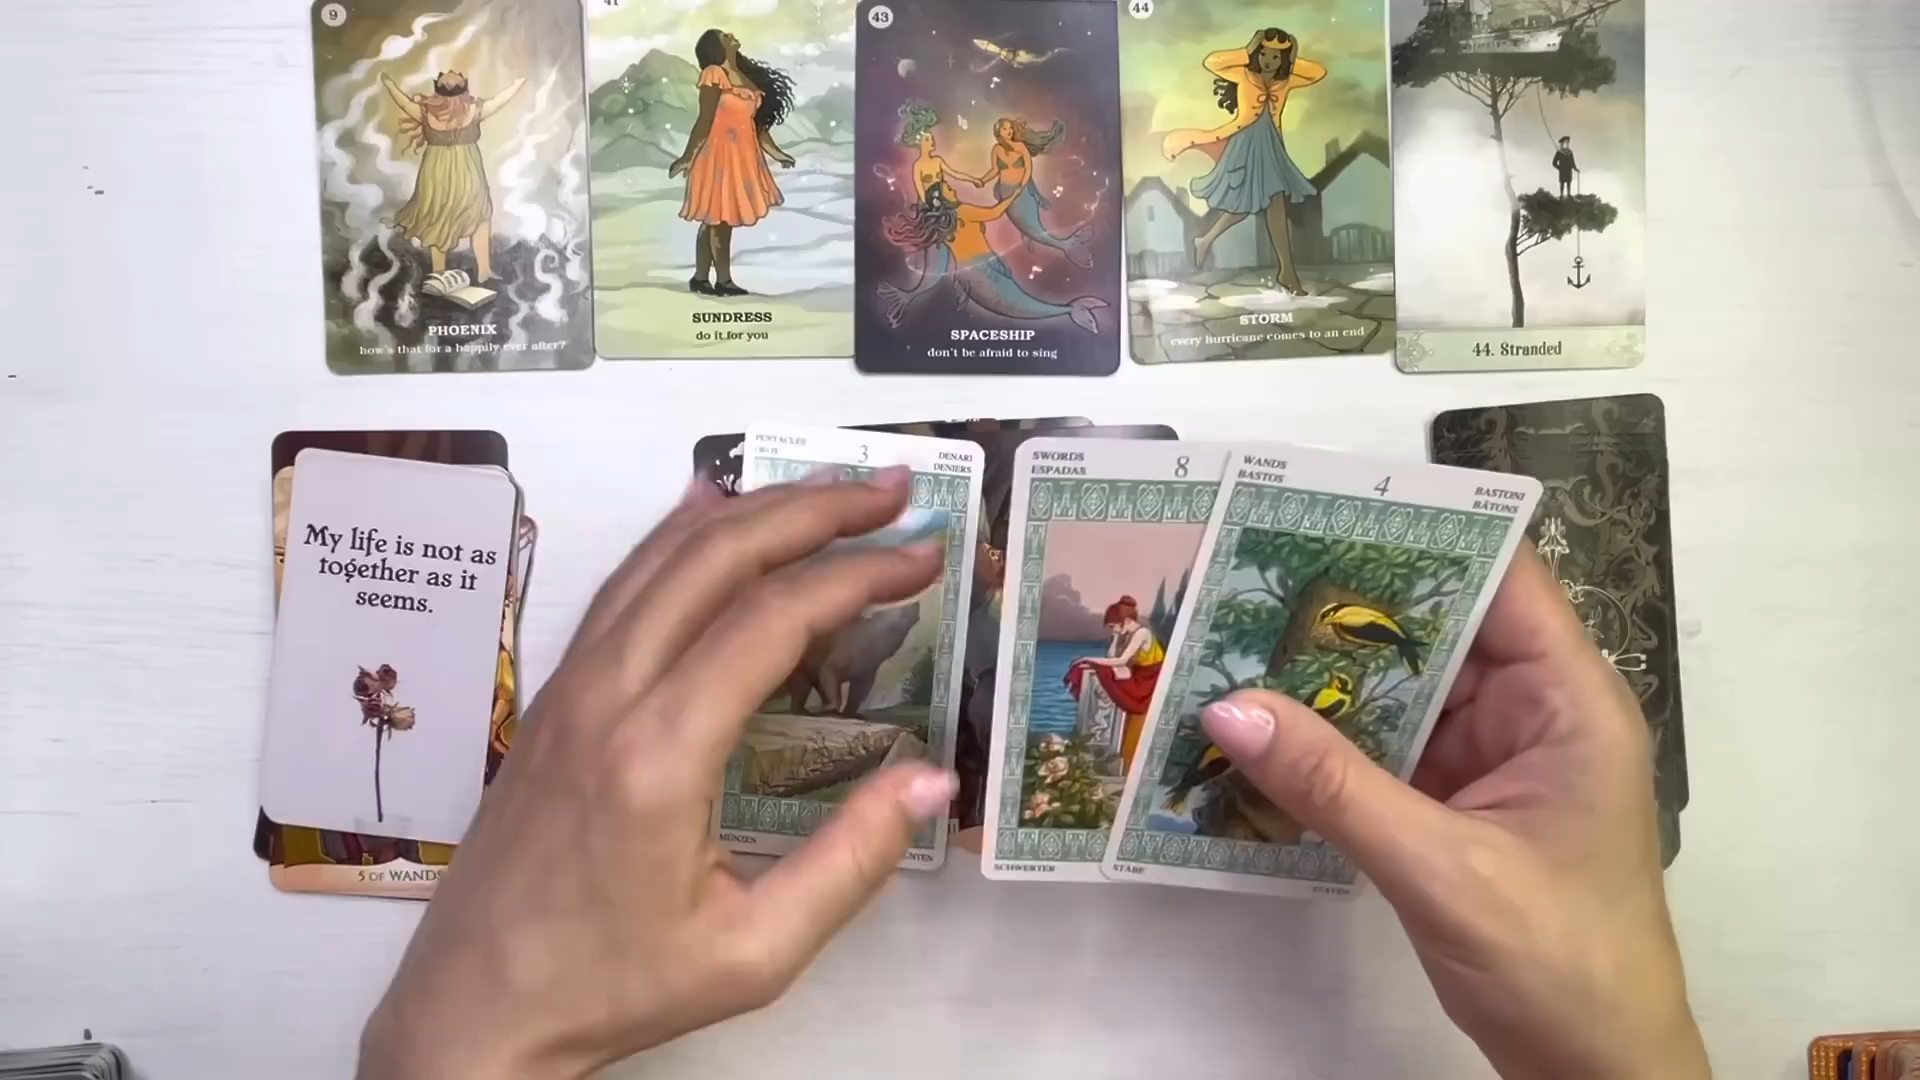 9
PHOENIX
how's that for a happily ever after?
41
SUNDRESS
do it for you
43
SPACESHIP
don't be afraid to sing
44
STORM
every hurricane comes to an end
44. Stranded
My life is not as
together as it
seems.
5 OF WANDS
PENTACLES
3
DENARI
DENIERS
MÜNZEN
SWORDS
ESPADAS
8
SCHWERTER
WANDS
BASTOS
4
BASTONI
BÂTONS
STÄBE
STAVEN